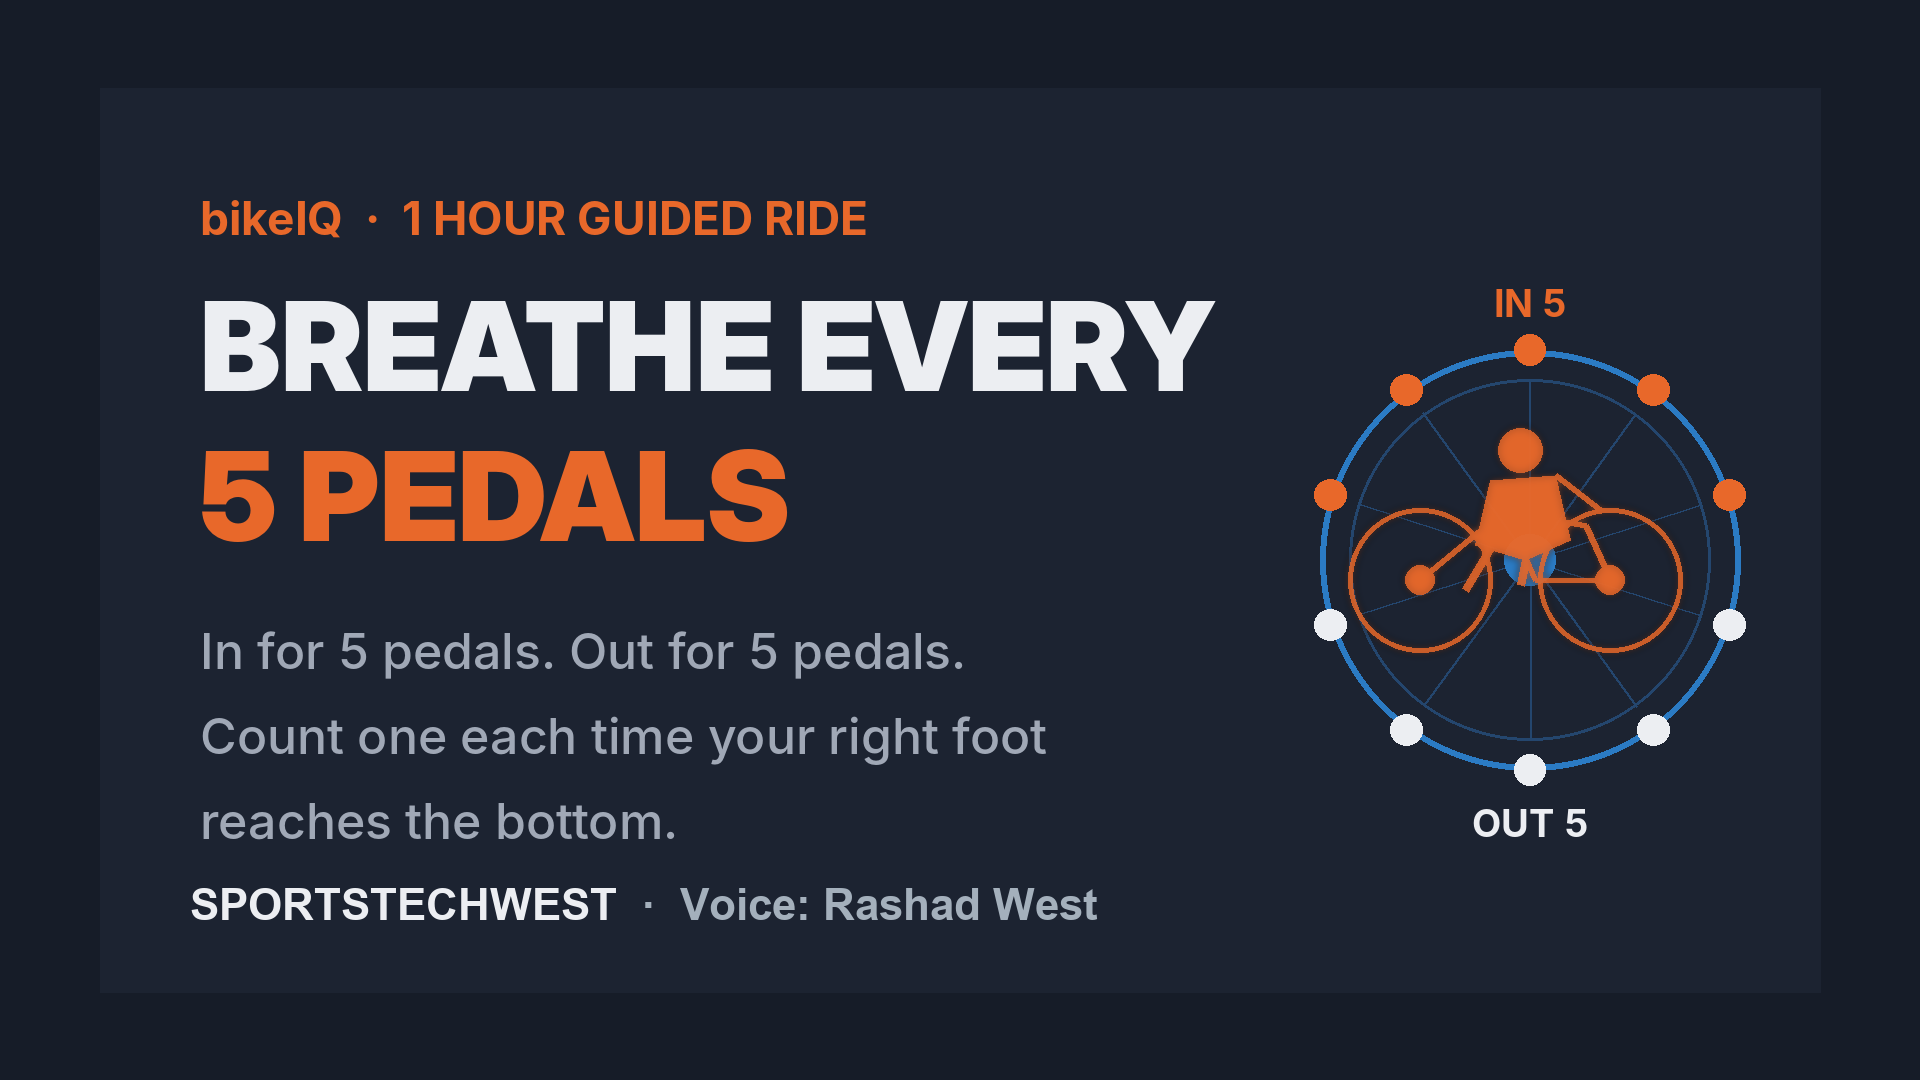 bikeIQ · 1 HOUR GUIDED RIDE
BREATHE EVERY
5 PEDALS
In for 5 pedals. Out for 5 pedals.
Count one each time your right foot
reaches the bottom.
SPORTSTECHWEST · Voice: Rashad West
IN 5
OUT 5